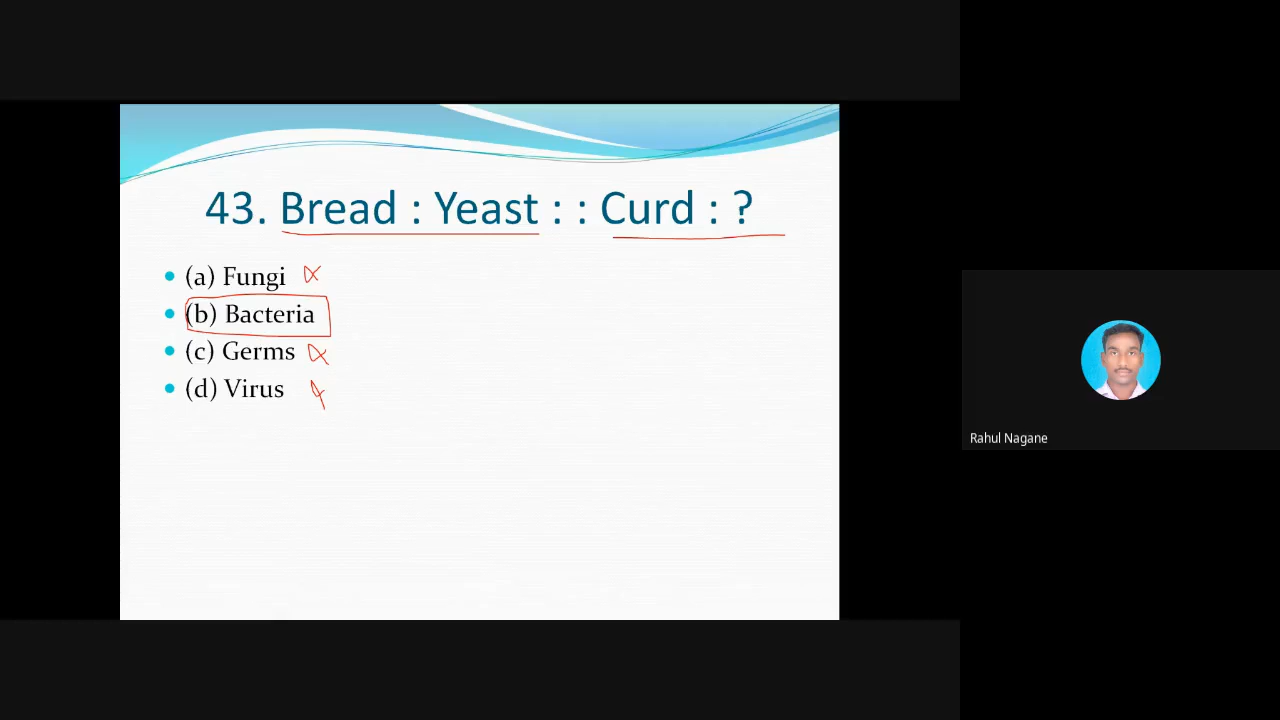 43. Bread : Yeast : : Curd : ?
(a) Fungi
(b) Bacteria
(c) Germs
(d) Virus
Rahul Nagane